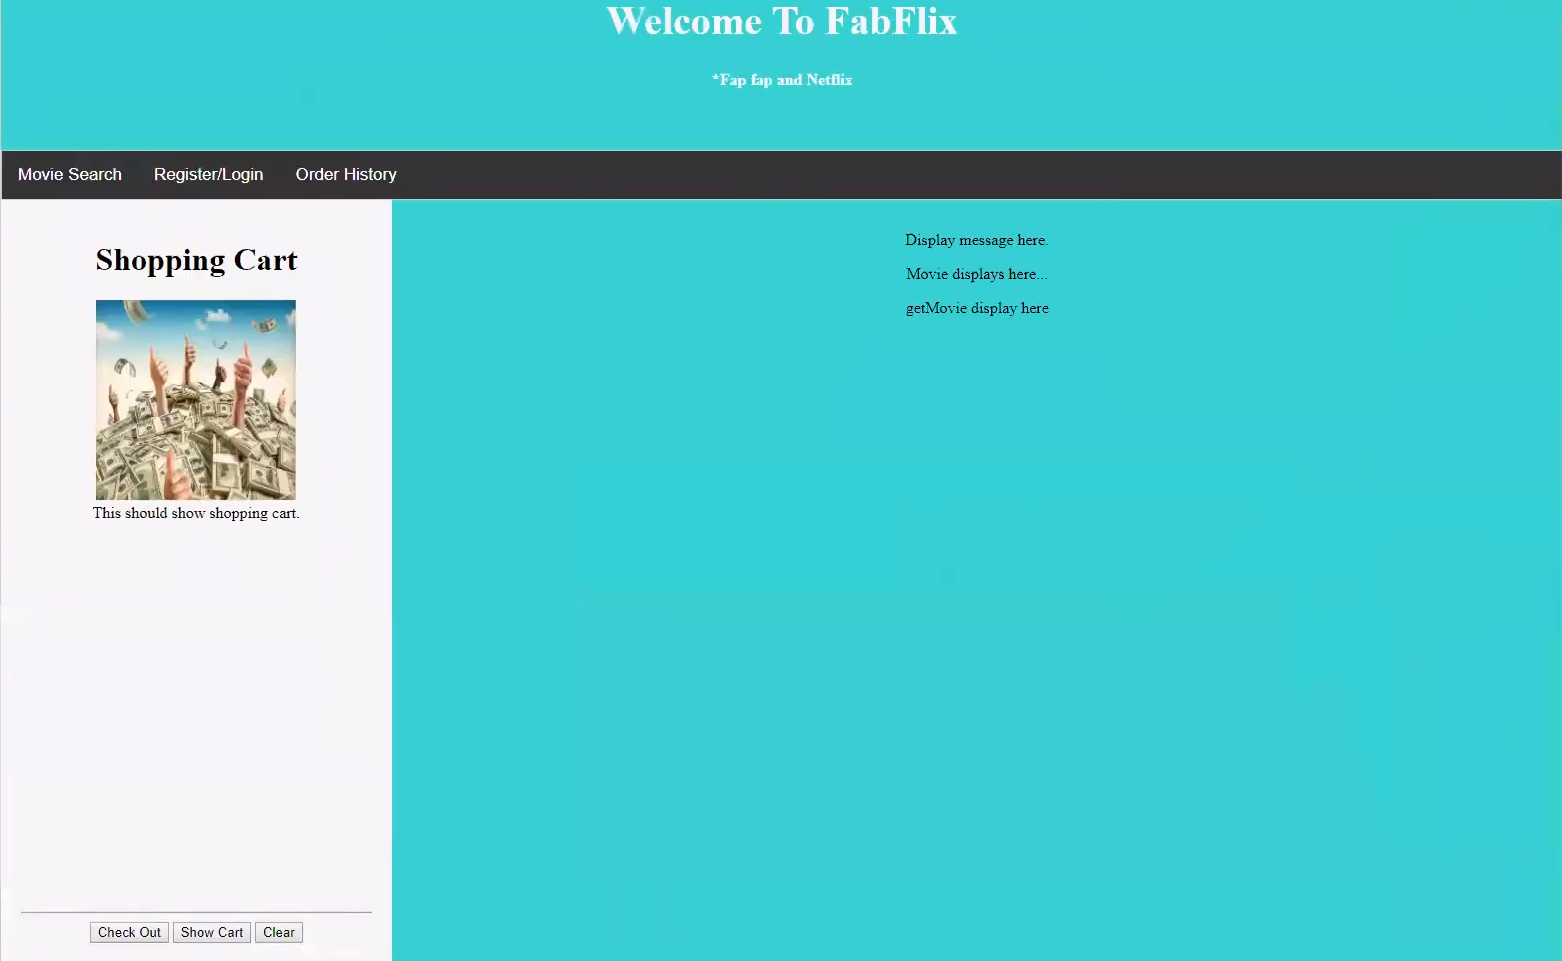 Welcome To FabFlix
*Fap fap and Netflix
Movie Search Register/Login Order History
Shopping Cart
This should show shopping cart.
Check Out Show Cart Clear
Display message here.
Movie displays here...
getMovie display here